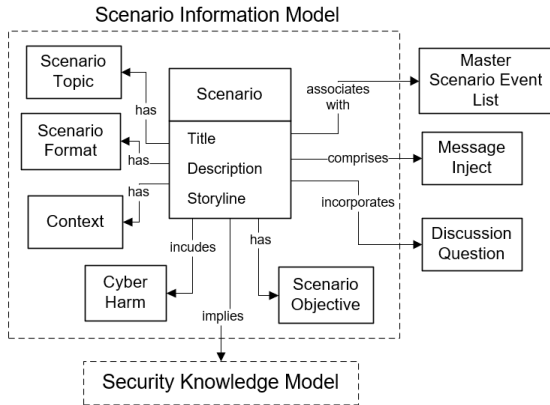 Scenario Information Model
Scenario
Topic
has
Scenario
Format
has
has
Context
Scenario
Title
Description
Storyline
associates
with
Master
Scenario Event
List
comprises
Message
Inject
incorporates
Discussion
Question
incudes
Cyber
Harm
has
Scenario
Objective
implies
Security Knowledge Model